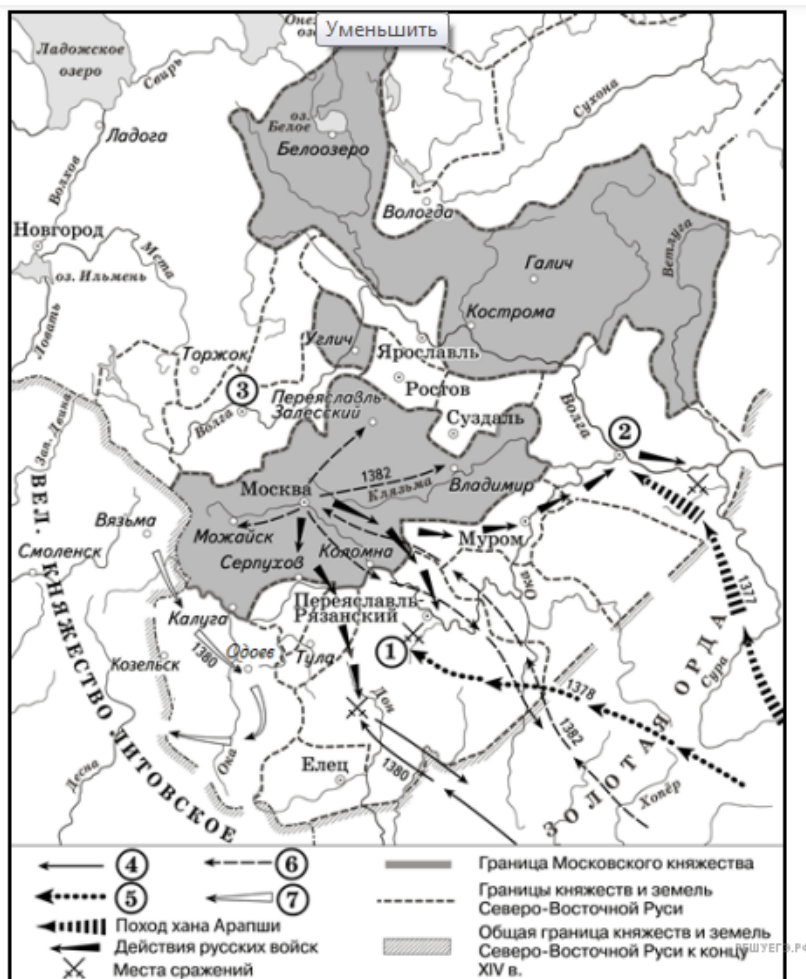 Уменьшить
Ладожское
озеро
Свирь
Ладога
Волхов
Новгород
оз. Ильмень
Мста
Ловать
оз.
Белое
Белоозеро
Сухона
Вологда
Галич
Ветлуга
Кострома
Углич
Ярославль
Торжок
3
Волга
Переяславль-
Залесский
Ростов
Суздаль
Волга
2
Зап. Двина
Москва
1382
Клязьма
Владимир
Вязьма
Можайск
Серпухов
Коломна
Муром
Ока
Смоленск
Калуга
Переяславль-
Рязанский
1377
1380
Одоев
Тула
1
Козельск
Дон
1378
1382
Сура
ЗОЛОТАЯ ОРДА
ВЕЛ. КНЯЖЕСТВО ЛИТОВСКОЕ
Десна
Ока
Елец
1380
Хопёр
4
6
5
7
Поход хана Арапши
Действия русских войск
Места сражений
Граница Московского княжества
Границы княжеств и земель
Северо-Восточной Руси
Общая граница княжеств и земель
Северо-Восточной Руси к концу
XIV в.
РЕШУЕГЭ.РФ